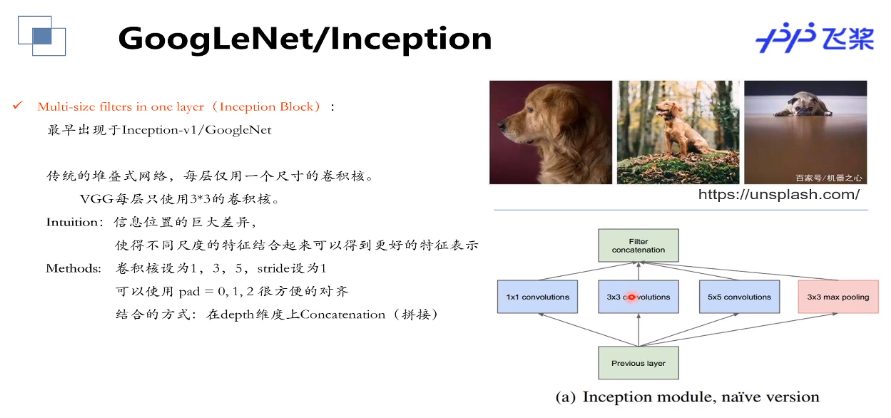 GoogLeNet/Inception
飞桨
✓ Multi-size filters in one layer（Inception Block）：
最早出现于Inception-v1/GoogleNet
传统的堆叠式网络，每层仅用一个尺寸的卷积核。
VGG每层只使用3*3的卷积核。
Intuition：信息位置的巨大差异，
使得不同尺度的特征结合起来可以得到更好的特征表示
Methods: 卷积核设为1，3，5，stride设为1
可以使用 pad = 0, 1, 2 很方便的对齐
结合的方式：在depth维度上Concatenation（拼接）
百家号/机器之心
https://unsplash.com/
Filter
concatenation
1x1 convolutions
3x3 convolutions
5x5 convolutions
3x3 max pooling
Previous layer
(a) Inception module, naïve version